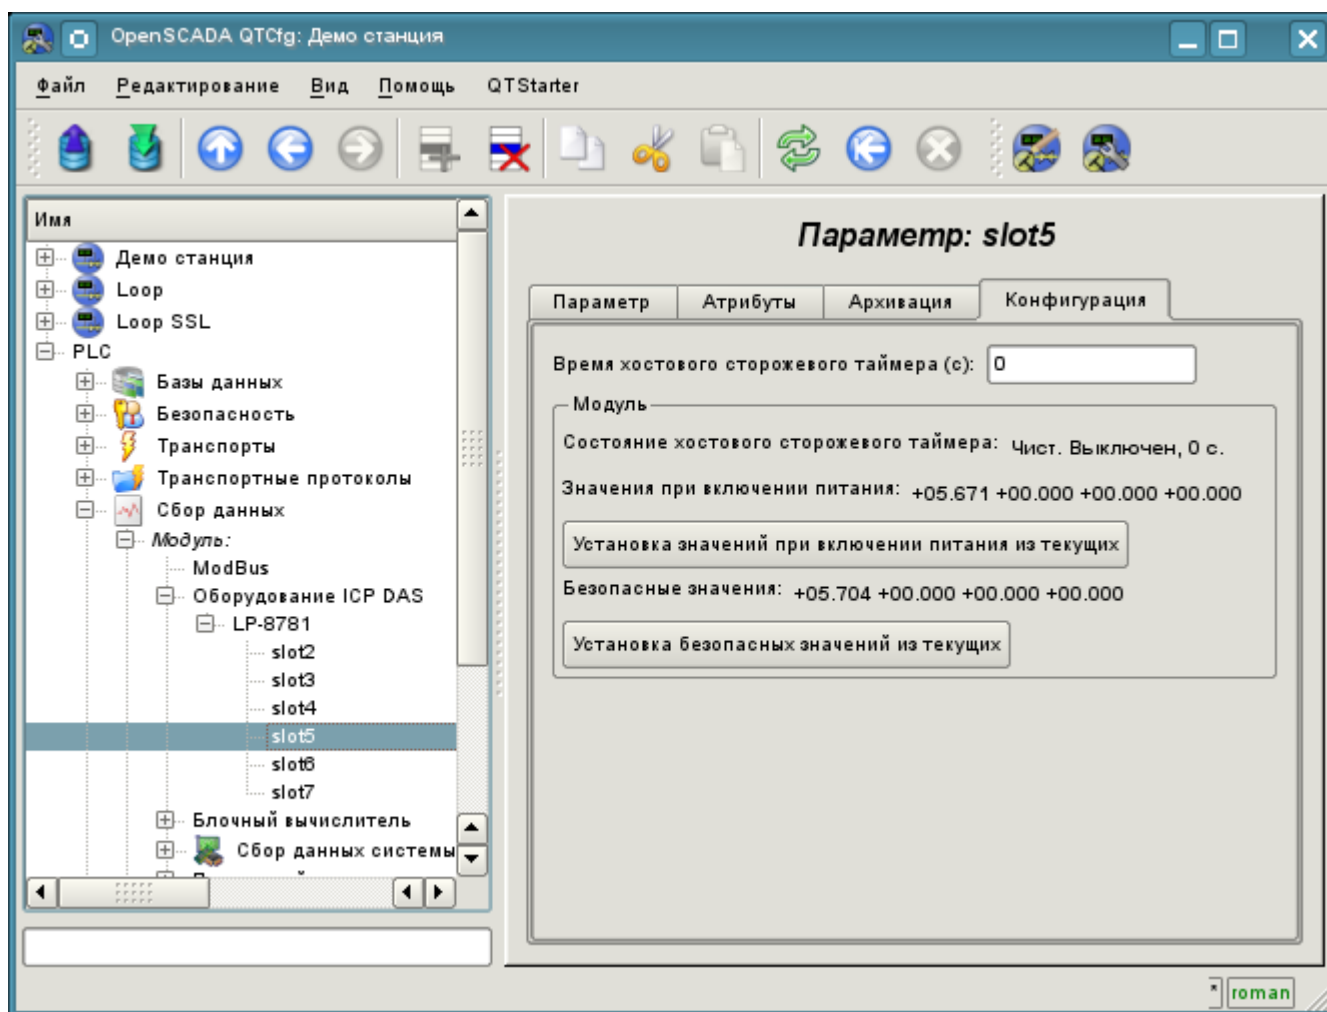 OpenSCADA QTCfg: Демо станция
Файл Редактирование Вид Помощь QTStarter
Имя
Демо станция
Loop
Loop SSL
PLC
Базы данных
Безопасность
Транспорты
Транспортные протоколы
Сбор данных
Модуль:
ModBus
Оборудование ICP DAS
LP-8781
slot2
slot3
slot4
slot5
slot6
slot7
Блочный вычислитель
Сбор данных системы
Параметр: slot5
Параметр Атрибуты Архивация Конфигурация
Время хостового сторожевого таймера (с): 0
Модуль
Состояние хостового сторожевого таймера: Чист. Выключен, 0 с.
Значения при включении питания: +05.671 +00.000 +00.000 +00.000
Установка значений при включении питания из текущих
Безопасные значения: +05.704 +00.000 +00.000 +00.000
Установка безопасных значений из текущих
* roman